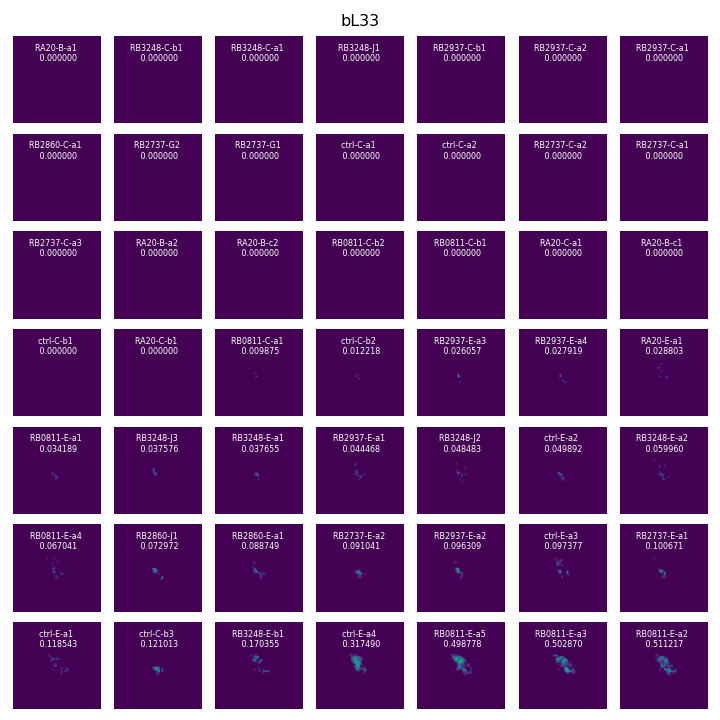 bL33
RA20-B-a1
0.000000
RB3248-C-b1
0.000000
RB3248-C-a1
0.000000
RB3248-J1
0.000000
RB2937-C-b1
0.000000
RB2937-C-a2
0.000000
RB2937-C-a1
0.000000
RB2860-C-a1
0.000000
RB2737-G2
0.000000
RB2737-G1
0.000000
ctrl-C-a1
0.000000
ctrl-C-a2
0.000000
RB2737-C-a2
0.000000
RB2737-C-a1
0.000000
RB2737-C-a3
0.000000
RA20-B-a2
0.000000
RA20-B-c2
0.000000
RB0811-C-b2
0.000000
RB0811-C-b1
0.000000
RA20-C-a1
0.000000
RA20-B-c1
0.000000
ctrl-C-b1
0.000000
RA20-C-b1
0.000000
RB0811-C-a1
0.009875
ctrl-C-b2
0.012218
RB2937-E-a3
0.026057
RB2937-E-a4
0.027919
RA20-E-a1
0.028803
RB0811-E-a1
0.034189
RB3248-J3
0.037576
RB3248-E-a1
0.037655
RB2937-E-a1
0.044468
RB3248-J2
0.048483
ctrl-E-a2
0.049892
RB3248-E-a2
0.059960
RB0811-E-a4
0.067041
RB2860-J1
0.072972
RB2860-E-a1
0.088749
RB2737-E-a2
0.091041
RB2937-E-a2
0.096309
ctrl-E-a3
0.097377
RB2737-E-a1
0.100671
ctrl-E-a1
0.118543
ctrl-C-b3
0.121013
RB3248-E-b1
0.170355
ctrl-E-a4
0.317490
RB0811-E-a5
0.498778
RB0811-E-a3
0.502870
RB0811-E-a2
0.511217